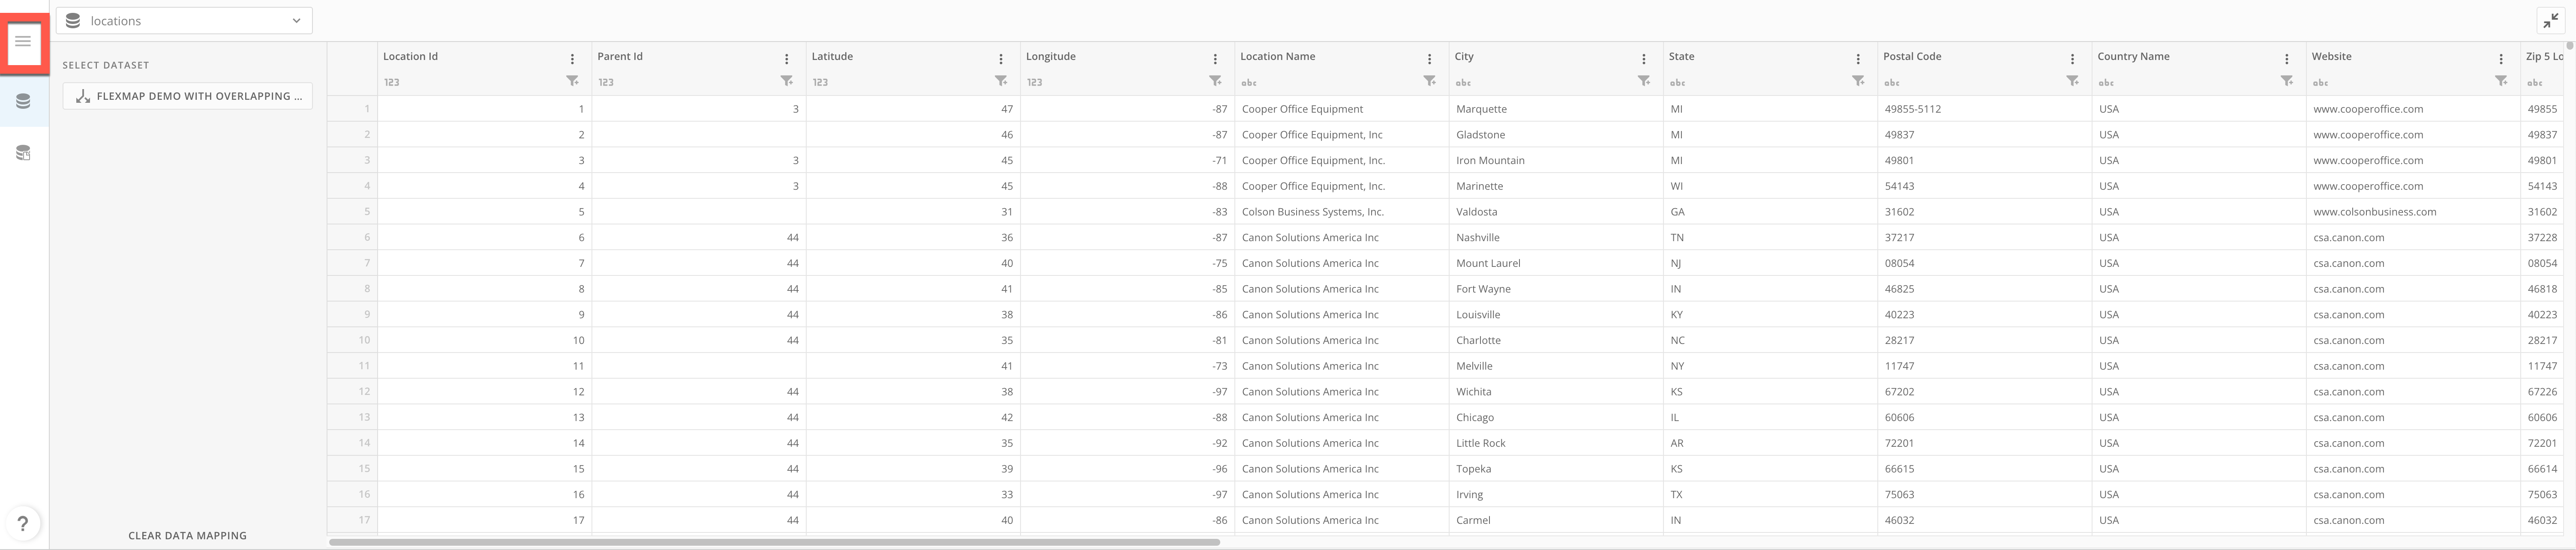 locations
SELECT DATASET
FLEXMAP DEMO WITH OVERLAPPING ...
Location Id Parent Id Latitude Longitude Location Name City State Postal Code Country Name Website Zip 5 Lo
123 123 123 123 abc abc abc abc abc abc abc
1 1 3 47 -87 Cooper Office Equipment Marquette MI 49855-5112 USA www.cooperoffice.com 49855
2 2 46 -87 Cooper Office Equipment, Inc Gladstone MI 49837 USA www.cooperoffice.com 49837
3 3 3 45 -71 Cooper Office Equipment, Inc. Iron Mountain MI 49801 USA www.cooperoffice.com 49801
4 4 3 45 -88 Cooper Office Equipment, Inc. Marinette WI 54143 USA www.cooperoffice.com 54143
5 5 31 -83 Colson Business Systems, Inc. Valdosta GA 31602 USA www.colsonbusiness.com 31602
6 6 44 36 -87 Canon Solutions America Inc Nashville TN 37217 USA csa.canon.com 37228
7 7 44 40 -75 Canon Solutions America Inc Mount Laurel NJ 08054 USA csa.canon.com 08054
8 8 44 41 -85 Canon Solutions America Inc Fort Wayne IN 46825 USA csa.canon.com 46818
9 9 44 38 -86 Canon Solutions America Inc Louisville KY 40223 USA csa.canon.com 40223
10 10 44 35 -81 Canon Solutions America Inc Charlotte NC 28217 USA csa.canon.com 28217
11 11 41 -73 Canon Solutions America Inc Melville NY 11747 USA csa.canon.com 11747
12 12 44 38 -97 Canon Solutions America Inc Wichita KS 67202 USA csa.canon.com 67226
13 13 44 42 -88 Canon Solutions America Inc Chicago IL 60606 USA csa.canon.com 60606
14 14 44 35 -92 Canon Solutions America Inc Little Rock AR 72201 USA csa.canon.com 72201
15 15 44 39 -96 Canon Solutions America Inc Topeka KS 66615 USA csa.canon.com 66614
16 16 44 33 -97 Canon Solutions America Inc Irving TX 75063 USA csa.canon.com 75063
17 17 44 40 -86 Canon Solutions America Inc Carmel IN 46032 USA csa.canon.com 46032
?
CLEAR DATA MAPPING